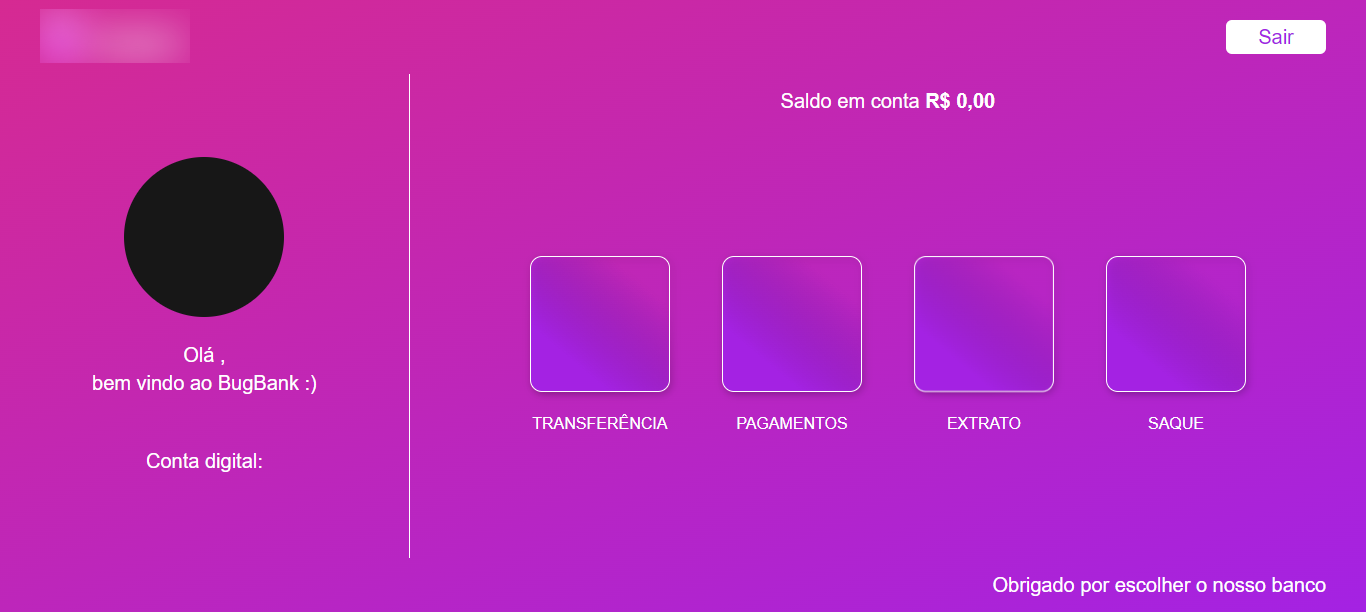 Sair
Saldo em conta R$ 0,00
Olá ,
bem vindo ao BugBank :)
Conta digital:
TRANSFERÊNCIA
PAGAMENTOS
EXTRATO
SAQUE
Obrigado por escolher o nosso banco